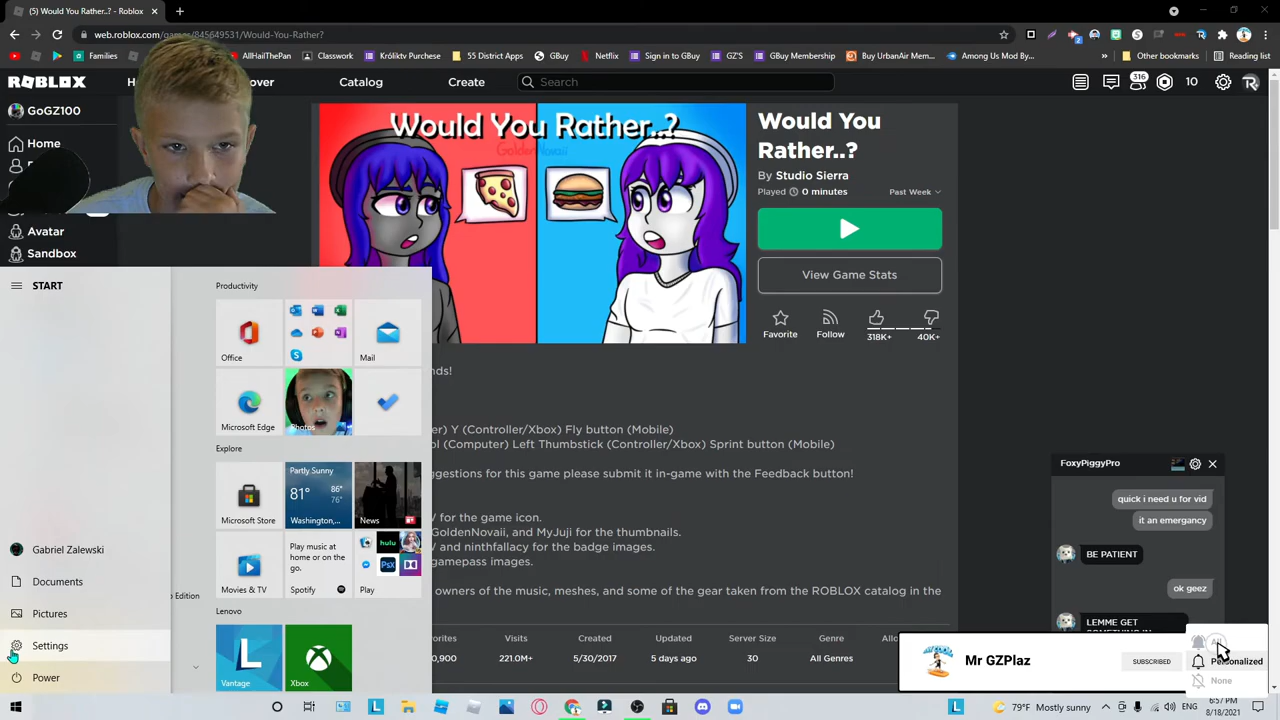 (5) Would You Rather..? - Roblox
web.roblox.com/games/845649531/Would-You-Rather?
AllHailThePan
Classwork
Króliktv Purchese
55 District Apps
GBuy
Netflix
Sign in to GBuy
GZ'S
GBuy Membership
Buy UrbanAir Mem...
Among Us Mod By...
Other bookmarks
Reading list
Families
ROBLOX
Catalog
Create
Search
316
10
GoGZ100
Home
Avatar
Sandbox
Would You Rather..?
GoldenNovaii
Would You
Rather..?
By Studio Sierra
Played 0 minutes
Past Week
View Game Stats
Favorite
Follow
318K+
40K+
START
Gabriel Zalewski
Documents
Pictures
Settings
Power
Productivity
Office
Mail
Microsoft Edge
Photos
Explore
Microsoft Store
Partly Sunny
81°
86°
76°
Washington,...
News
Movies & TV
Play music at
home or on the
go.
Spotify
hulu
Play
Lenovo
Vantage
Xbox
nds!
er) Y (Controller/Xbox) Fly button (Mobile)
ol (Computer) Left Thumbstick (Controller/Xbox) Sprint button (Mobile)
ggestions for this game please submit it in-game with the Feedback button!
/ for the game icon.
GoldenNovaii, and MyJuji for the thumbnails.
/ and ninthfallacy for the badge images.
gamepass images.
o Edition
owners of the music, meshes, and some of the gear taken from the ROBLOX catalog in the
orites
Visits
Created
Updated
Server Size
Genre
0,900
221.0M+
5/30/2017
5 days ago
30
All Genres
FoxyPiggyPro
quick i need u for vid
it an emergancy
BE PATIENT
ok geez
LEMME GET
Mr GZPlaz
SUBSCRIBED
All
Personalized
None
79°F Mostly sunny
6:57 PM
8/18/2021